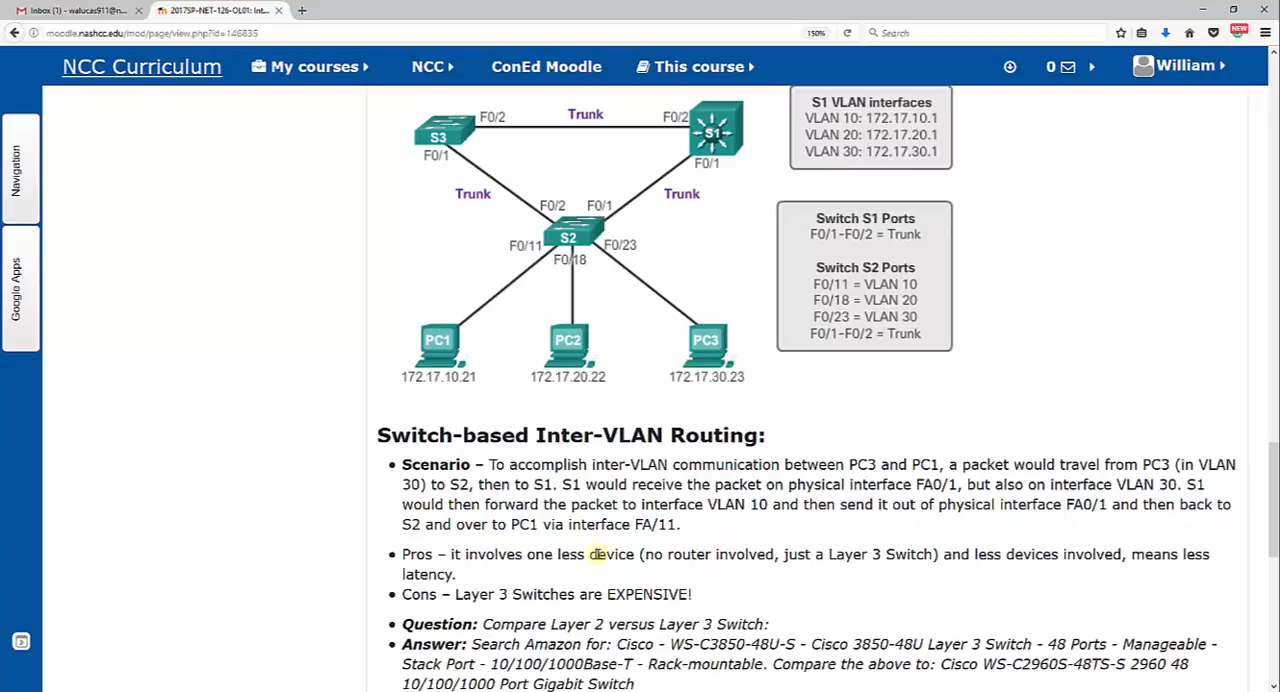 Inbox (1) - walucas911@n...
2017SP-NET-126-OL01: Int...
moodle.nashcc.edu/mod/page/view.php?id=146835
150%
Search
NEW
NCC Curriculum
My courses
NCC
ConEd Moodle
This course
0
William
Navigation
Google Apps
S3
F0/2
Trunk
F0/2
S1
F0/1
F0/1
Trunk
Trunk
F0/2
F0/1
S2
F0/11
F0/18
F0/23
PC1
PC2
PC3
172.17.10.21
172.17.20.22
172.17.30.23
S1 VLAN interfaces
VLAN 10: 172.17.10.1
VLAN 20: 172.17.20.1
VLAN 30: 172.17.30.1
Switch S1 Ports
F0/1-F0/2 = Trunk
Switch S2 Ports
F0/11 = VLAN 10
F0/18 = VLAN 20
F0/23 = VLAN 30
F0/1-F0/2 = Trunk
Switch-based Inter-VLAN Routing:
Scenario – To accomplish inter-VLAN communication between PC3 and PC1, a packet would travel from PC3 (in VLAN
30) to S2, then to S1. S1 would receive the packet on physical interface FA0/1, but also on interface VLAN 30. S1
would then forward the packet to interface VLAN 10 and then send it out of physical interface FA0/1 and then back to
S2 and over to PC1 via interface FA/11.
Pros – it involves one less device (no router involved, just a Layer 3 Switch) and less devices involved, means less
latency.
Cons – Layer 3 Switches are EXPENSIVE!
Question: Compare Layer 2 versus Layer 3 Switch:
Answer: Search Amazon for: Cisco - WS-C3850-48U-S - Cisco 3850-48U Layer 3 Switch - 48 Ports - Manageable -
Stack Port - 10/100/1000Base-T - Rack-mountable. Compare the above to: Cisco WS-C2960S-48TS-S 2960 48
10/100/1000 Port Gigabit Switch